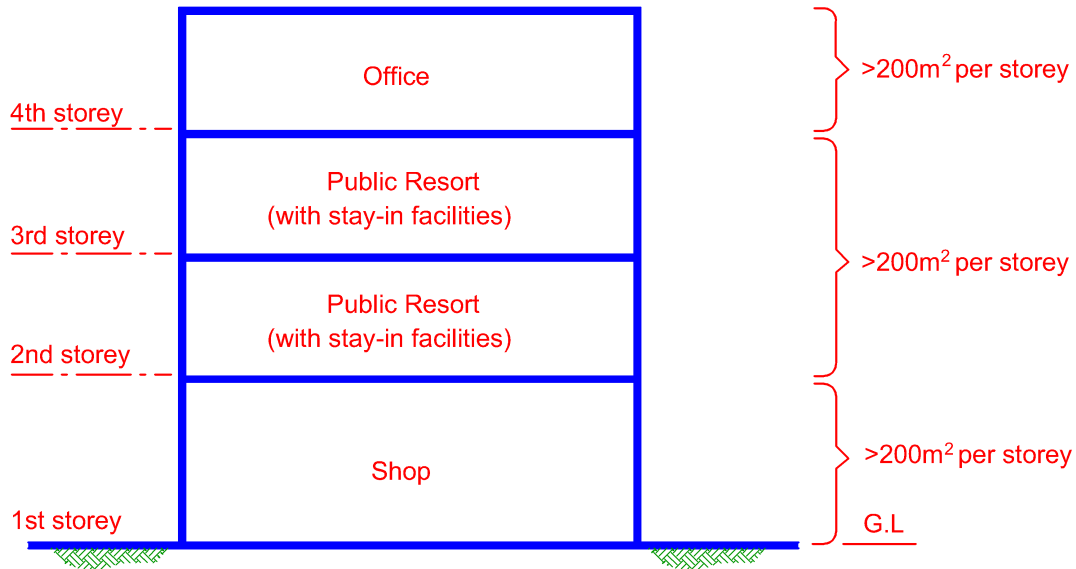 Office
>200m² per storey
4th storey
Public Resort
(with stay-in facilities)
3rd storey
>200m² per storey
Public Resort
(with stay-in facilities)
2nd storey
Shop
>200m² per storey
1st storey
G.L